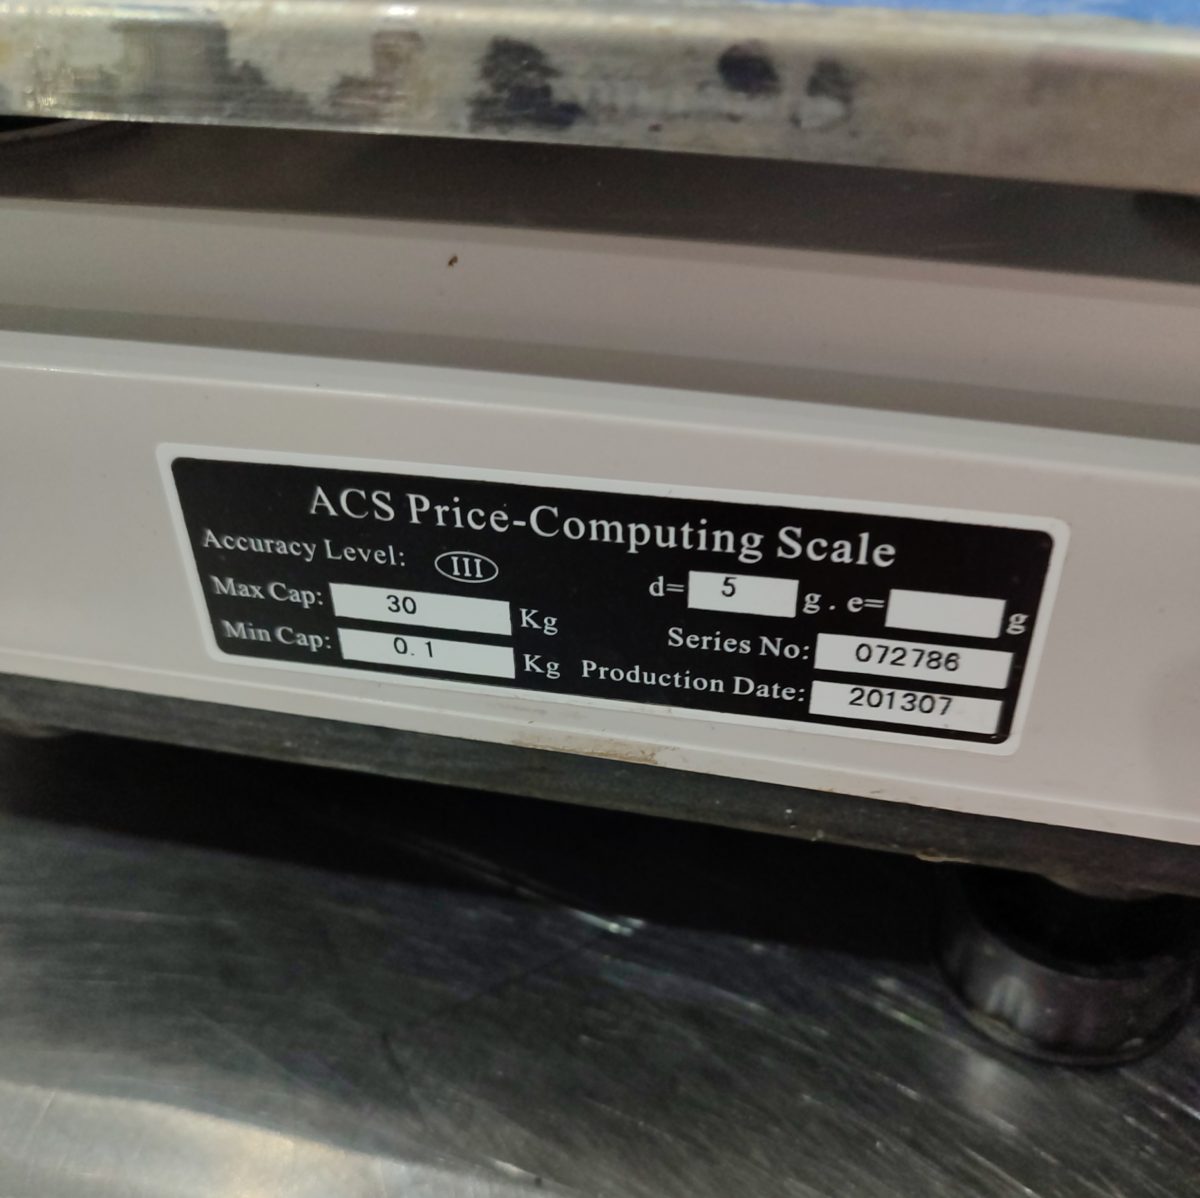 ACS Price-Computing Scale
Accuracy Level: III d= 5 g . e= g
Max Cap: 30 Kg Series No: 072786
Min Cap: 0.1 Kg Production Date: 201307